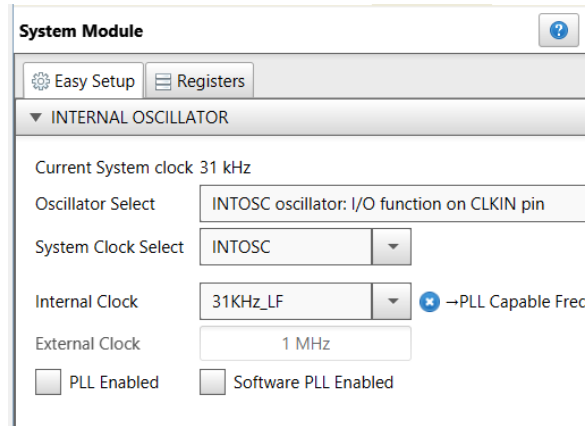 System Module
?
Easy Setup Registers
INTERNAL OSCILLATOR
Current System clock 31 kHz
Oscillator Select INTOSC oscillator: I/O function on CLKIN pin
System Clock Select INTOSC
Internal Clock 31KHz_LF →PLL Capable Freq
External Clock 1 MHz
PLL Enabled Software PLL Enabled